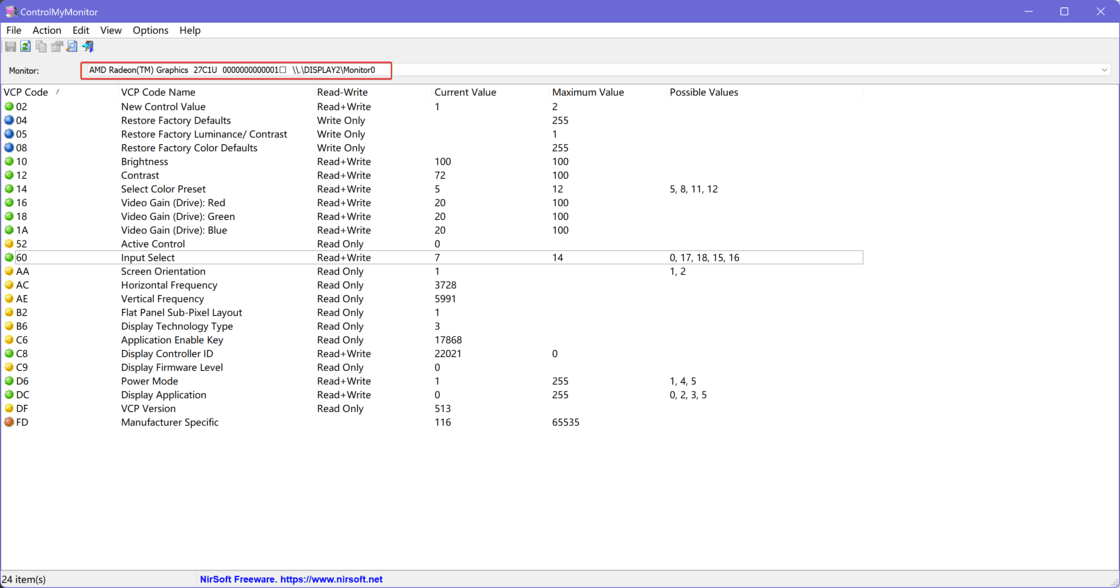 ControlMyMonitor
File Action Edit View Options Help
Monitor: AMD Radeon(TM) Graphics 27C1U 0000000000001□ \\.\DISPLAY2\Monitor0
VCP Code / VCP Code Name Read-Write Current Value Maximum Value Possible Values
02 New Control Value Read+Write 1 2
04 Restore Factory Defaults Write Only 255
05 Restore Factory Luminance/ Contrast Write Only 1
08 Restore Factory Color Defaults Write Only 255
10 Brightness Read+Write 100 100
12 Contrast Read+Write 72 100
14 Select Color Preset Read+Write 5 12 5, 8, 11, 12
16 Video Gain (Drive): Red Read+Write 20 100
18 Video Gain (Drive): Green Read+Write 20 100
1A Video Gain (Drive): Blue Read+Write 20 100
52 Active Control Read Only 0
60 Input Select Read+Write 7 14 0, 17, 18, 15, 16
AA Screen Orientation Read Only 1 1, 2
AC Horizontal Frequency Read Only 3728
AE Vertical Frequency Read Only 5991
B2 Flat Panel Sub-Pixel Layout Read Only 1
B6 Display Technology Type Read Only 3
C6 Application Enable Key Read Only 17868
C8 Display Controller ID Read+Write 22021 0
C9 Display Firmware Level Read Only 0
D6 Power Mode Read+Write 1 255 1, 4, 5
DC Display Application Read+Write 0 255 0, 2, 3, 5
DF VCP Version Read Only 513
FD Manufacturer Specific 116 65535
24 item(s) NirSoft Freeware. https://www.nirsoft.net